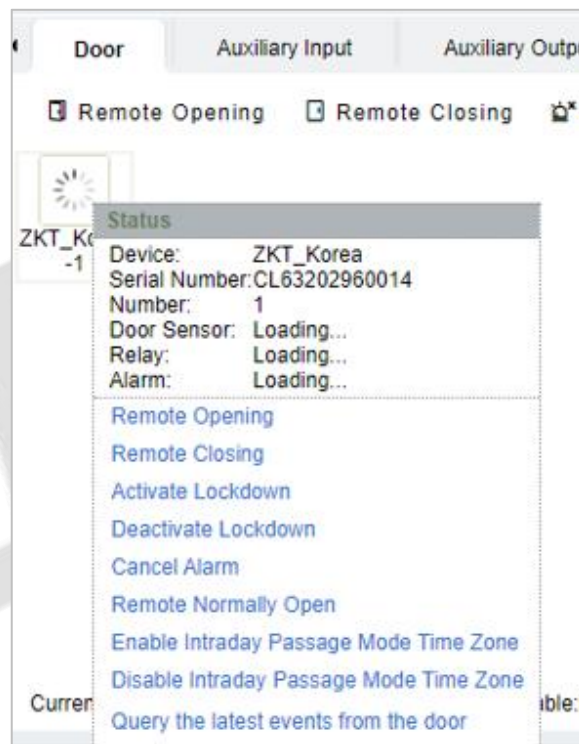 Door Auxiliary Input Auxiliary Outp
Remote Opening Remote Closing
ZKT_Ko
-1
Status
Device: ZKT_Korea
Serial Number:CL63202960014
Number: 1
Door Sensor: Loading...
Relay: Loading...
Alarm: Loading...
Remote Opening
Remote Closing
Activate Lockdown
Deactivate Lockdown
Cancel Alarm
Remote Normally Open
Enable Intraday Passage Mode Time Zone
Disable Intraday Passage Mode Time Zone
Curren able:
Query the latest events from the door